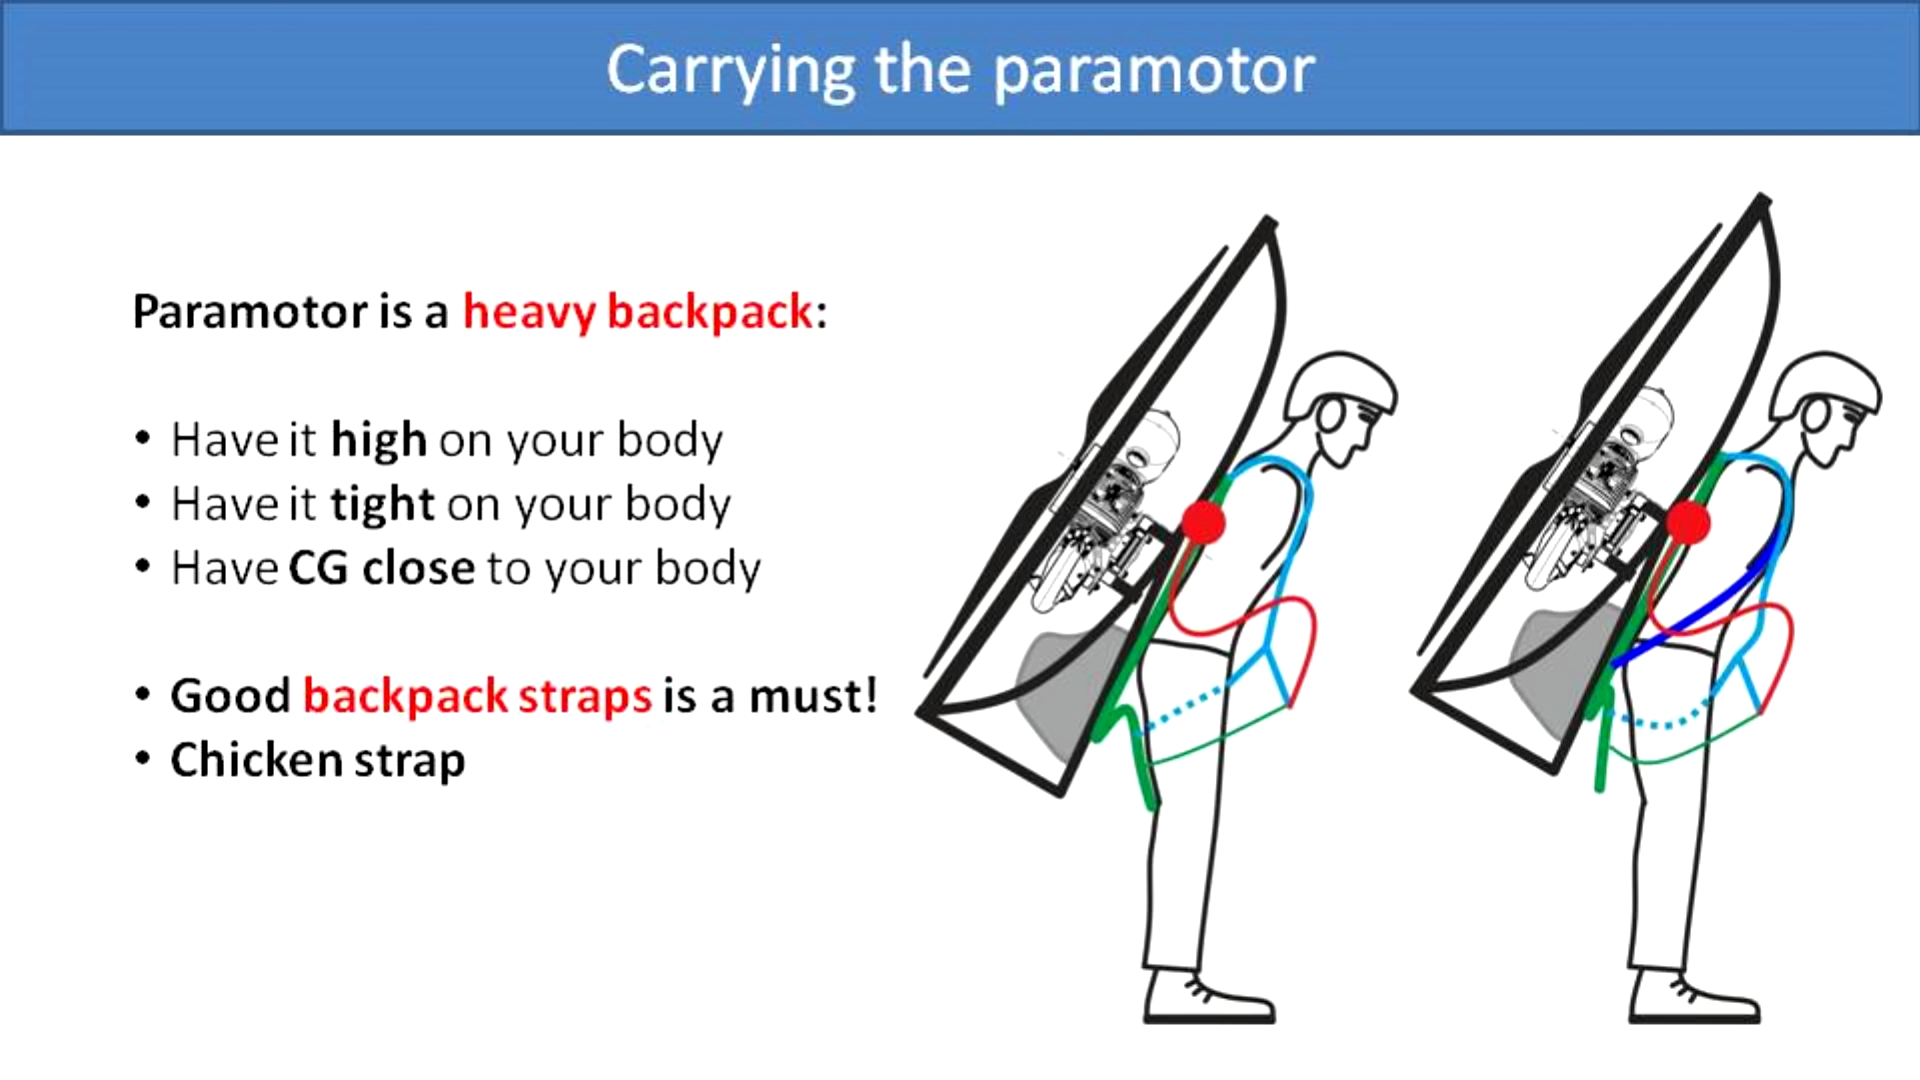 Carrying the paramotor
Paramotor is a heavy backpack:
• Have it high on your body
• Have it tight on your body
• Have CG close to your body
• Good backpack straps is a must!
• Chicken strap